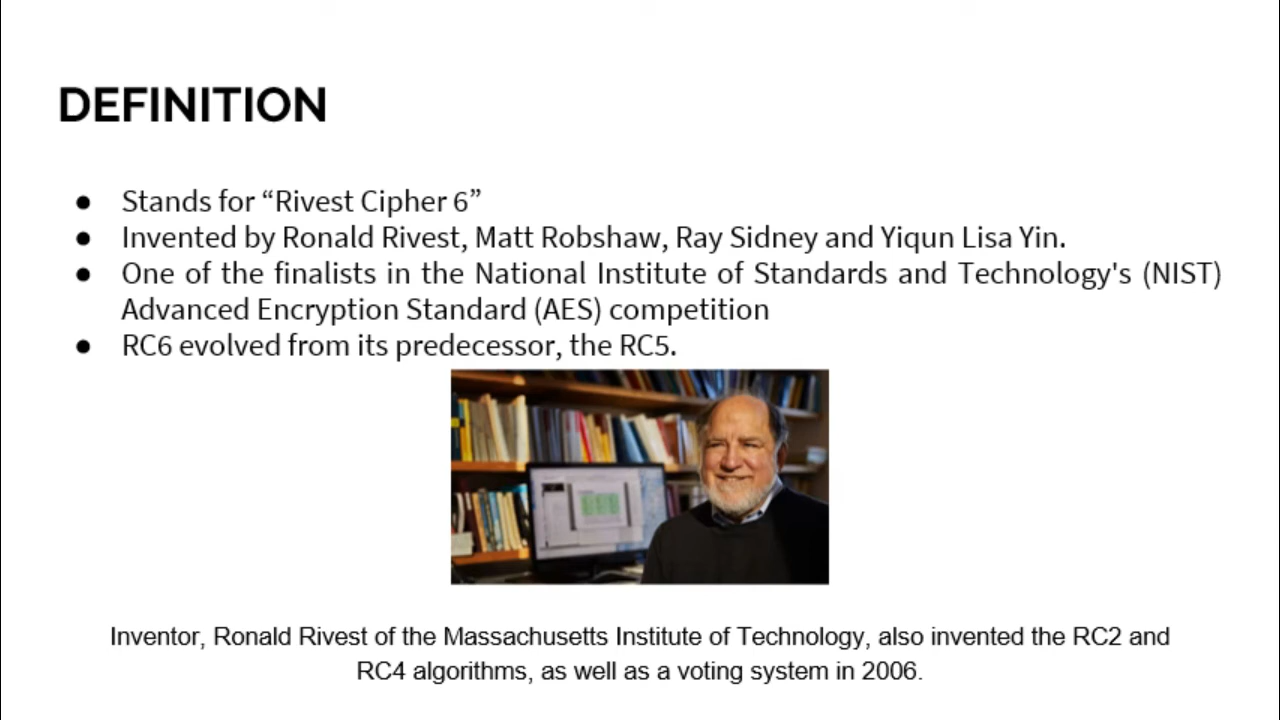 DEFINITION
● Stands for “Rivest Cipher 6”
● Invented by Ronald Rivest, Matt Robshaw, Ray Sidney and Yiqun Lisa Yin.
● One of the finalists in the National Institute of Standards and Technology's (NIST)
Advanced Encryption Standard (AES) competition
● RC6 evolved from its predecessor, the RC5.
Inventor, Ronald Rivest of the Massachusetts Institute of Technology, also invented the RC2 and
RC4 algorithms, as well as a voting system in 2006.